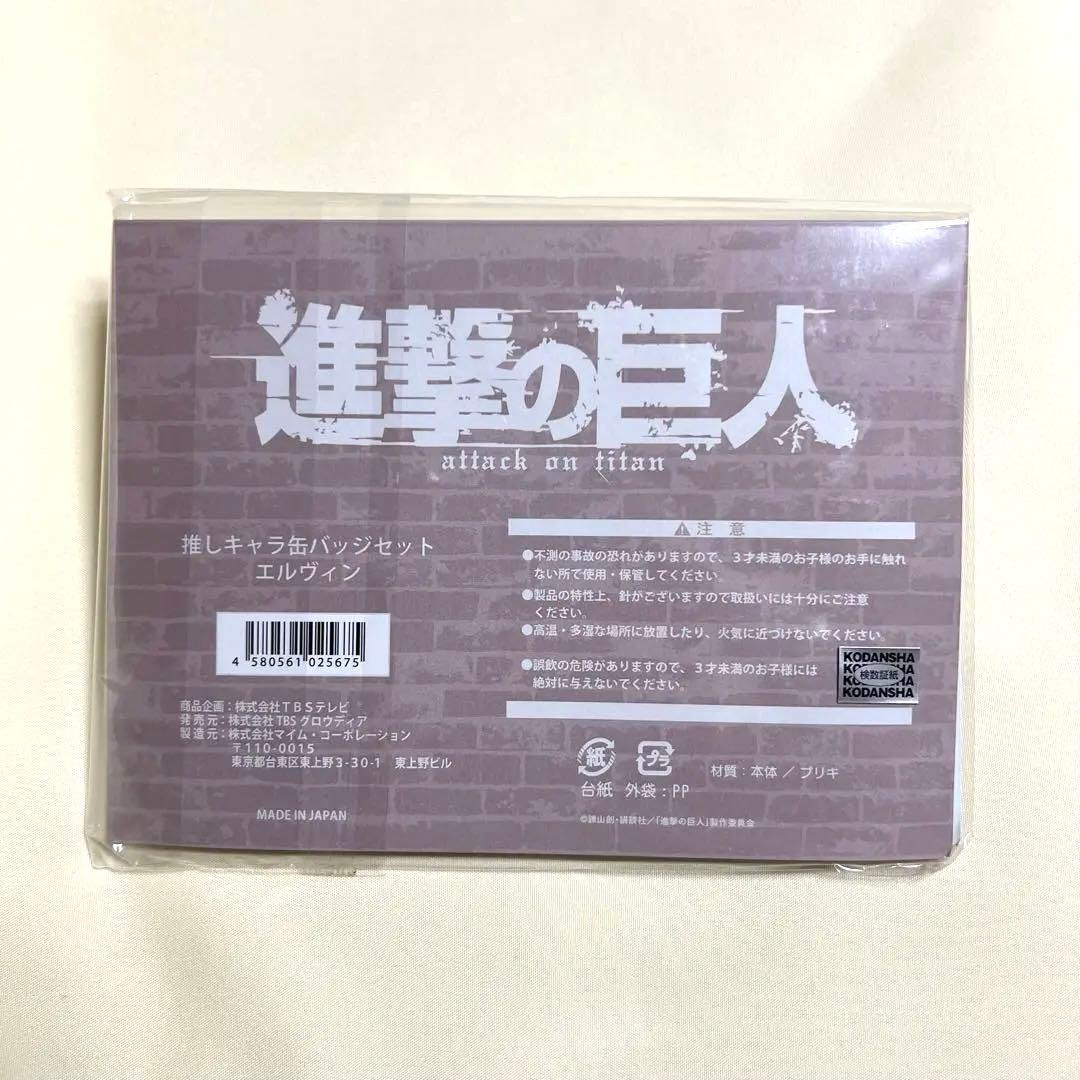 進撃の巨人
attack on titan
推しキャラ缶バッジセット
エルヴィン
4 580561 025675
商品企画：株式会社TBSテレビ
発売元：株式会社TBSグロウディア
製造元：株式会社マイム・コーポレーション
〒110-0015
東京都台東区東上野3-30-1 東上野ビル
MADE IN JAPAN
注 意
●不測の事故の恐れがありますので、３才未満のお子様のお手に触れ
ない所で使用・保管してください。
●製品の特性上、針がございますので取扱いには十分にご注意
ください。
●高温・多湿な場所に放置したり、火気に近づけないでください。
●誤飲の危険がありますので、３才未満のお子様には
絶対に与えないでください。
KODANSHA
検数証紙
KODANSHA
紙
プラ
台紙 外袋：PP
材質：本体／ブリキ
©諫山創・講談社／「進撃の巨人」製作委員会